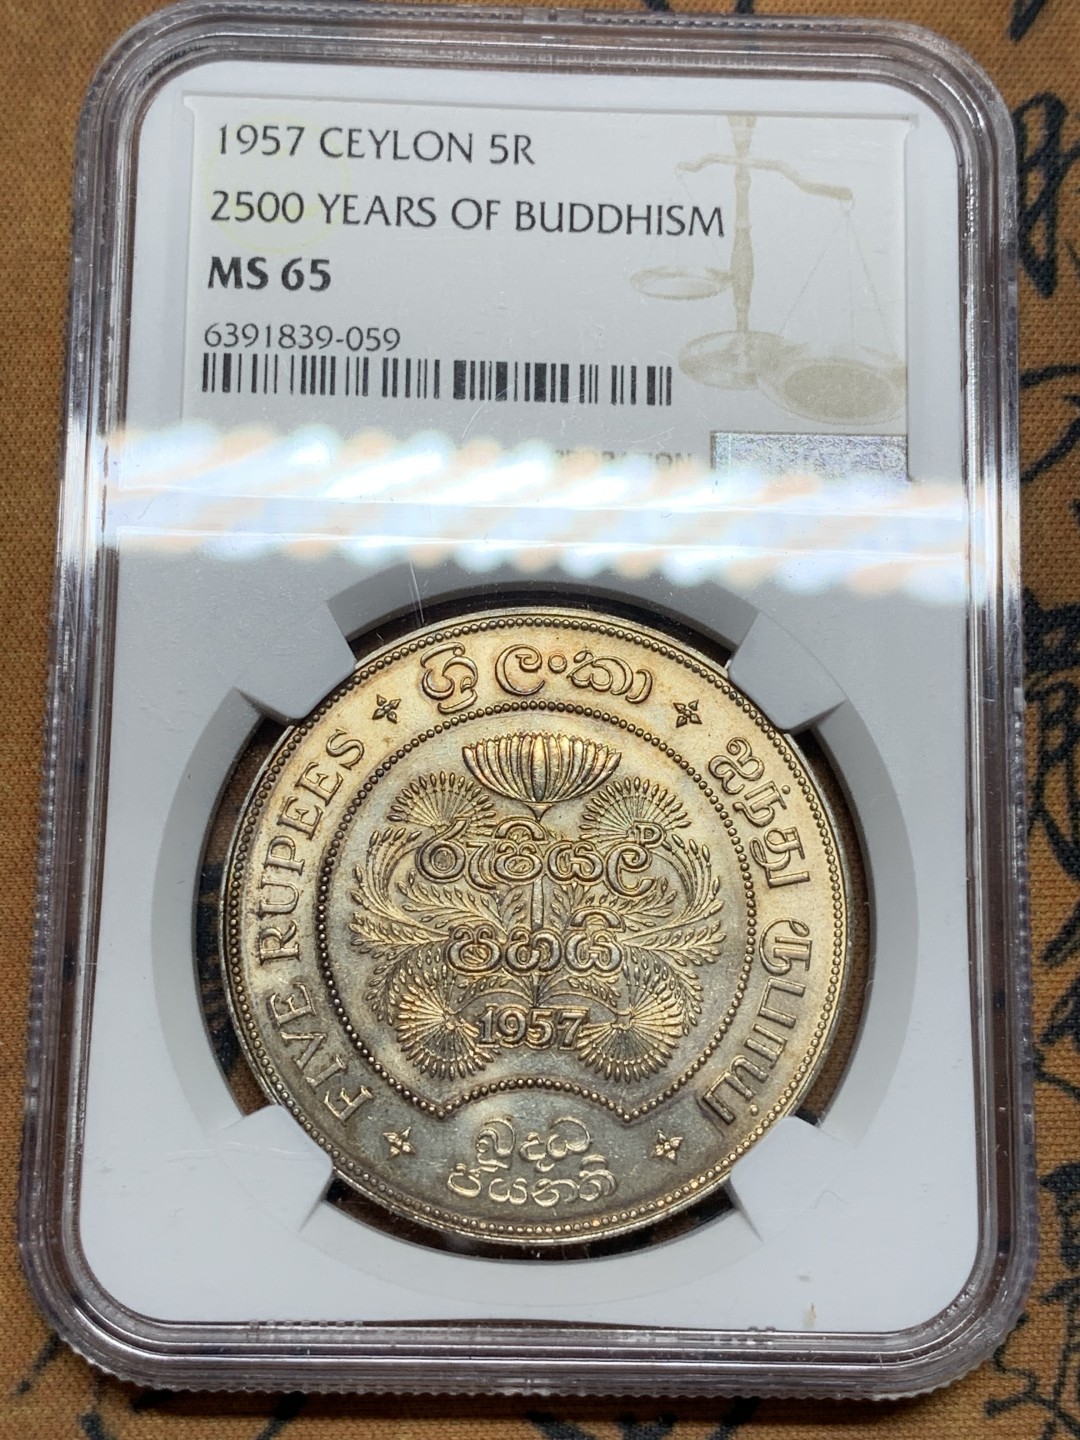 1957 CEYLON 5R
2500 YEARS OF BUDDHISM
MS 65
6391839-059
ශ්‍රී ලංකා
FIVE RUPEES
ஐந்து ரூபாய்
රුපියල්
පහයි
1957
බුද්ධ
ජයන්ති